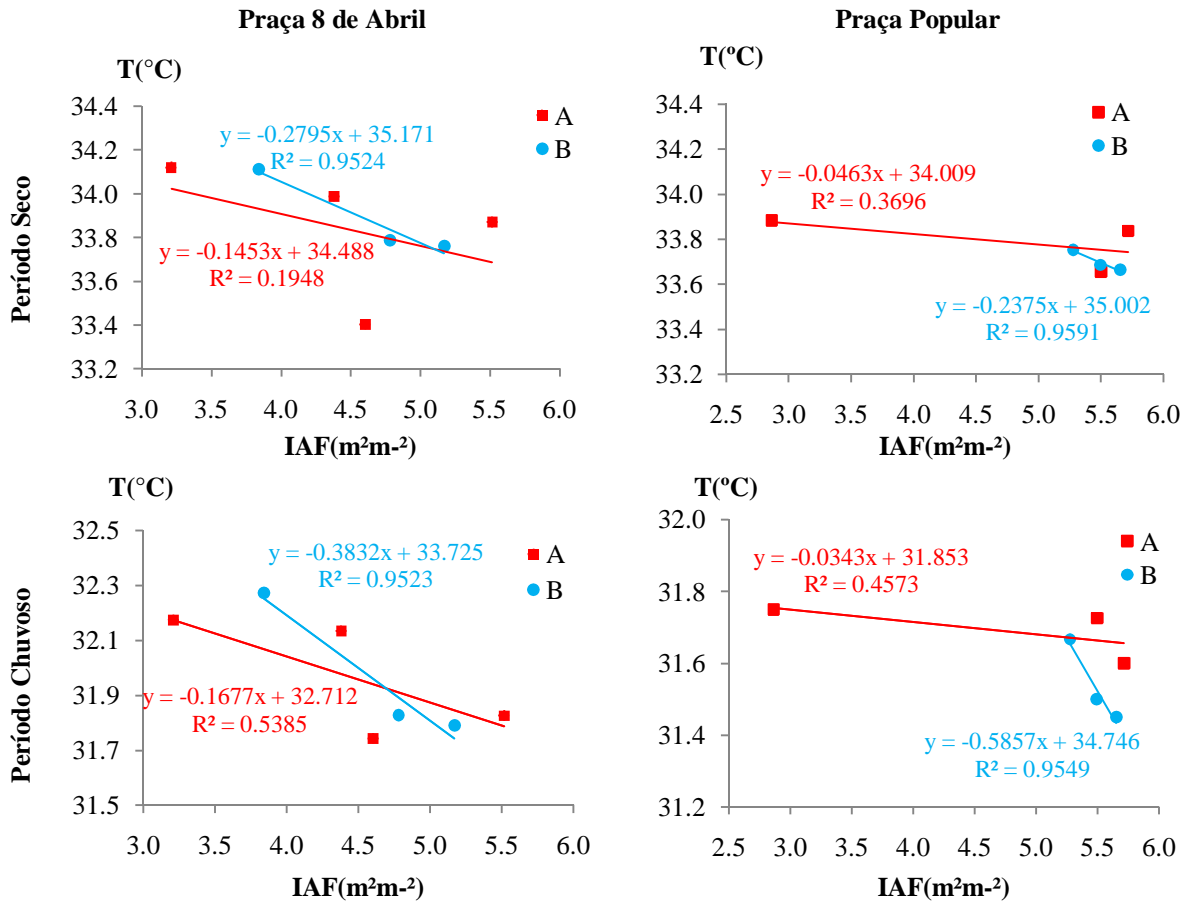 Praça 8 de Abril
Praça Popular
Período Seco
T(°C)
34.4
34.2
34.0
33.8
33.6
33.4
33.2
3.0 3.5 4.0 4.5 5.0 5.5 6.0
IAF(m²m-²)
A
B
y = -0.2795x + 35.171
R² = 0.9524
y = -0.1453x + 34.488
R² = 0.1948
T(ºC)
34.4
34.2
34.0
33.8
33.6
33.4
33.2
2.5 3.0 3.5 4.0 4.5 5.0 5.5 6.0
IAF(m²m-²)
A
B
y = -0.0463x + 34.009
R² = 0.3696
y = -0.2375x + 35.002
R² = 0.9591
Período Chuvoso
T(°C)
32.5
32.3
32.1
31.9
31.7
31.5
3.0 3.5 4.0 4.5 5.0 5.5 6.0
IAF(m²m-²)
A
B
y = -0.3832x + 33.725
R² = 0.9523
y = -0.1677x + 32.712
R² = 0.5385
T(ºC)
32.0
31.8
31.6
31.4
31.2
2.5 3.0 3.5 4.0 4.5 5.0 5.5 6.0
IAF(m²m-²)
A
B
y = -0.0343x + 31.853
R² = 0.4573
y = -0.5857x + 34.746
R² = 0.9549